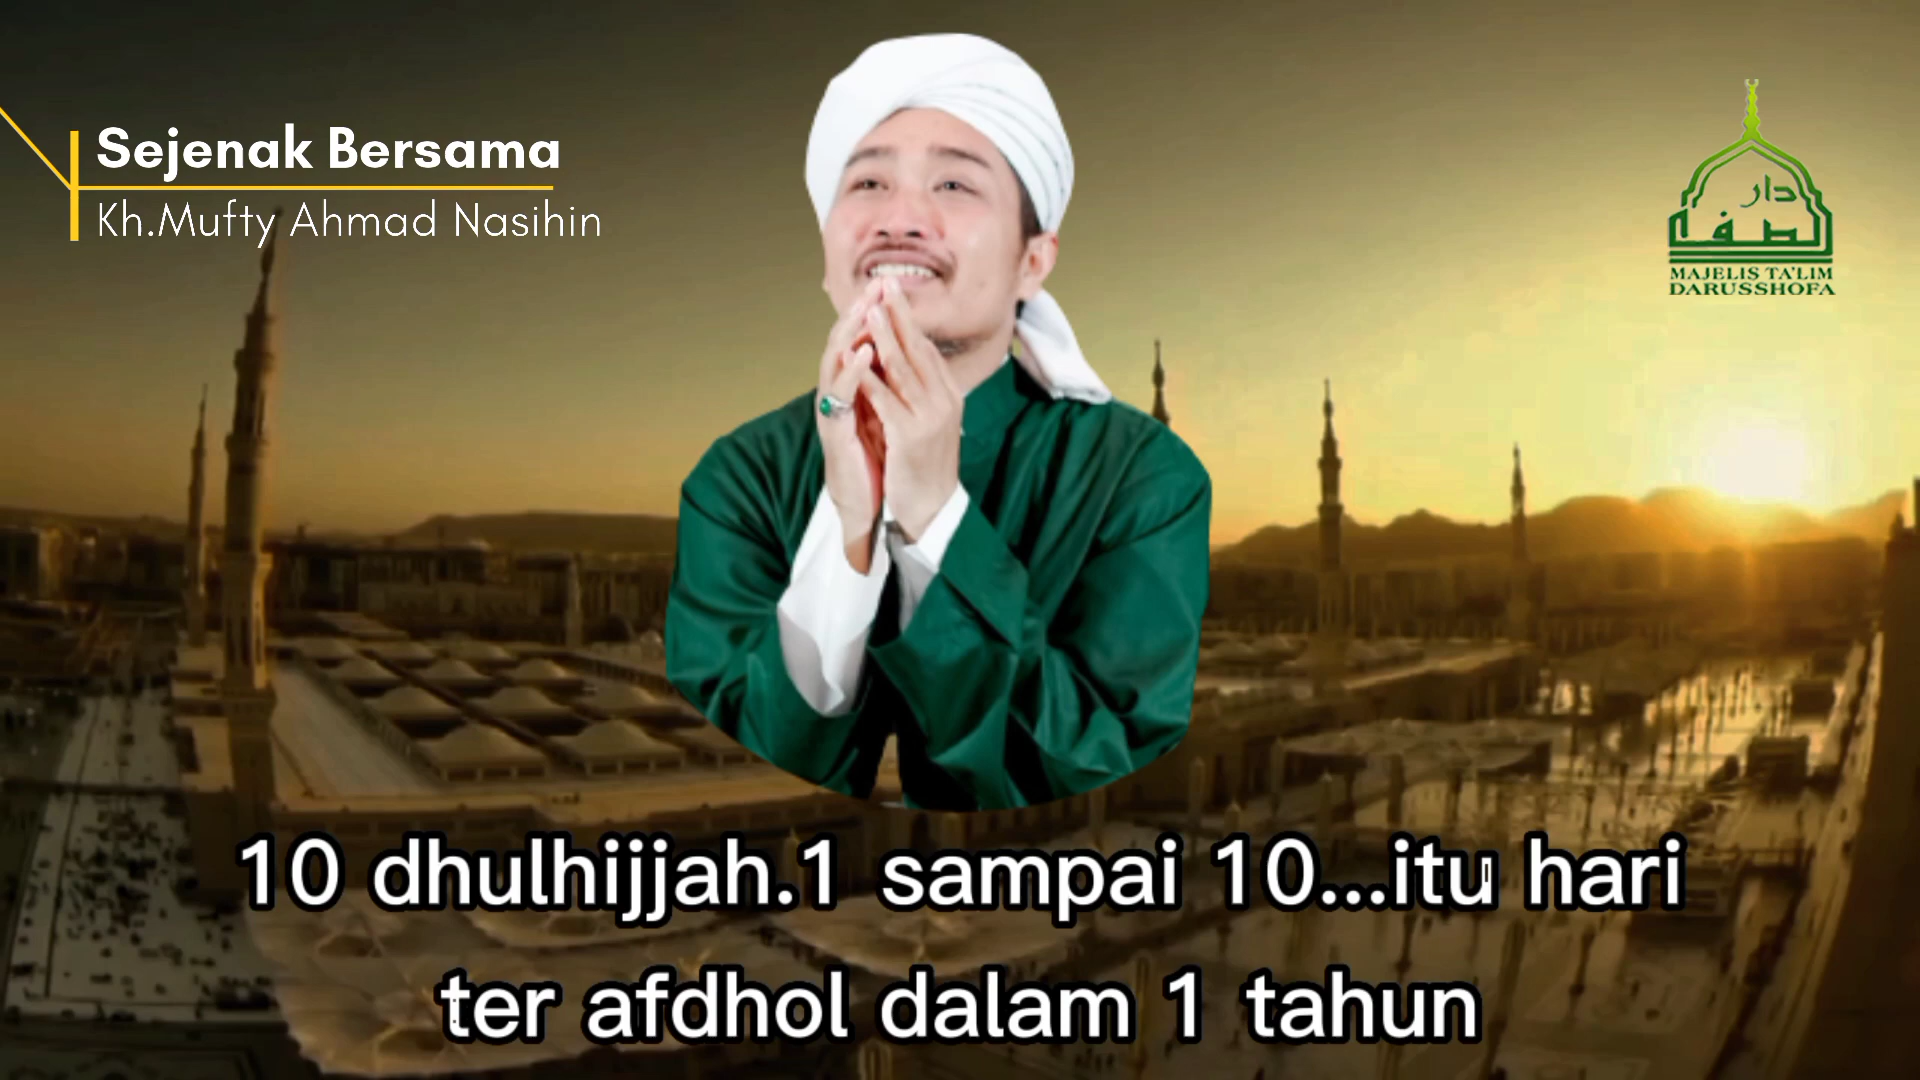 Sejenak Bersama
Kh.Mufty Ahmad Nasihin
دار
الصفا
MAJELIS TA'LIM
DARUSSHOFA
10 dhulhijjah.1 sampai 10...itu hari
ter afdhol dalam 1 tahun